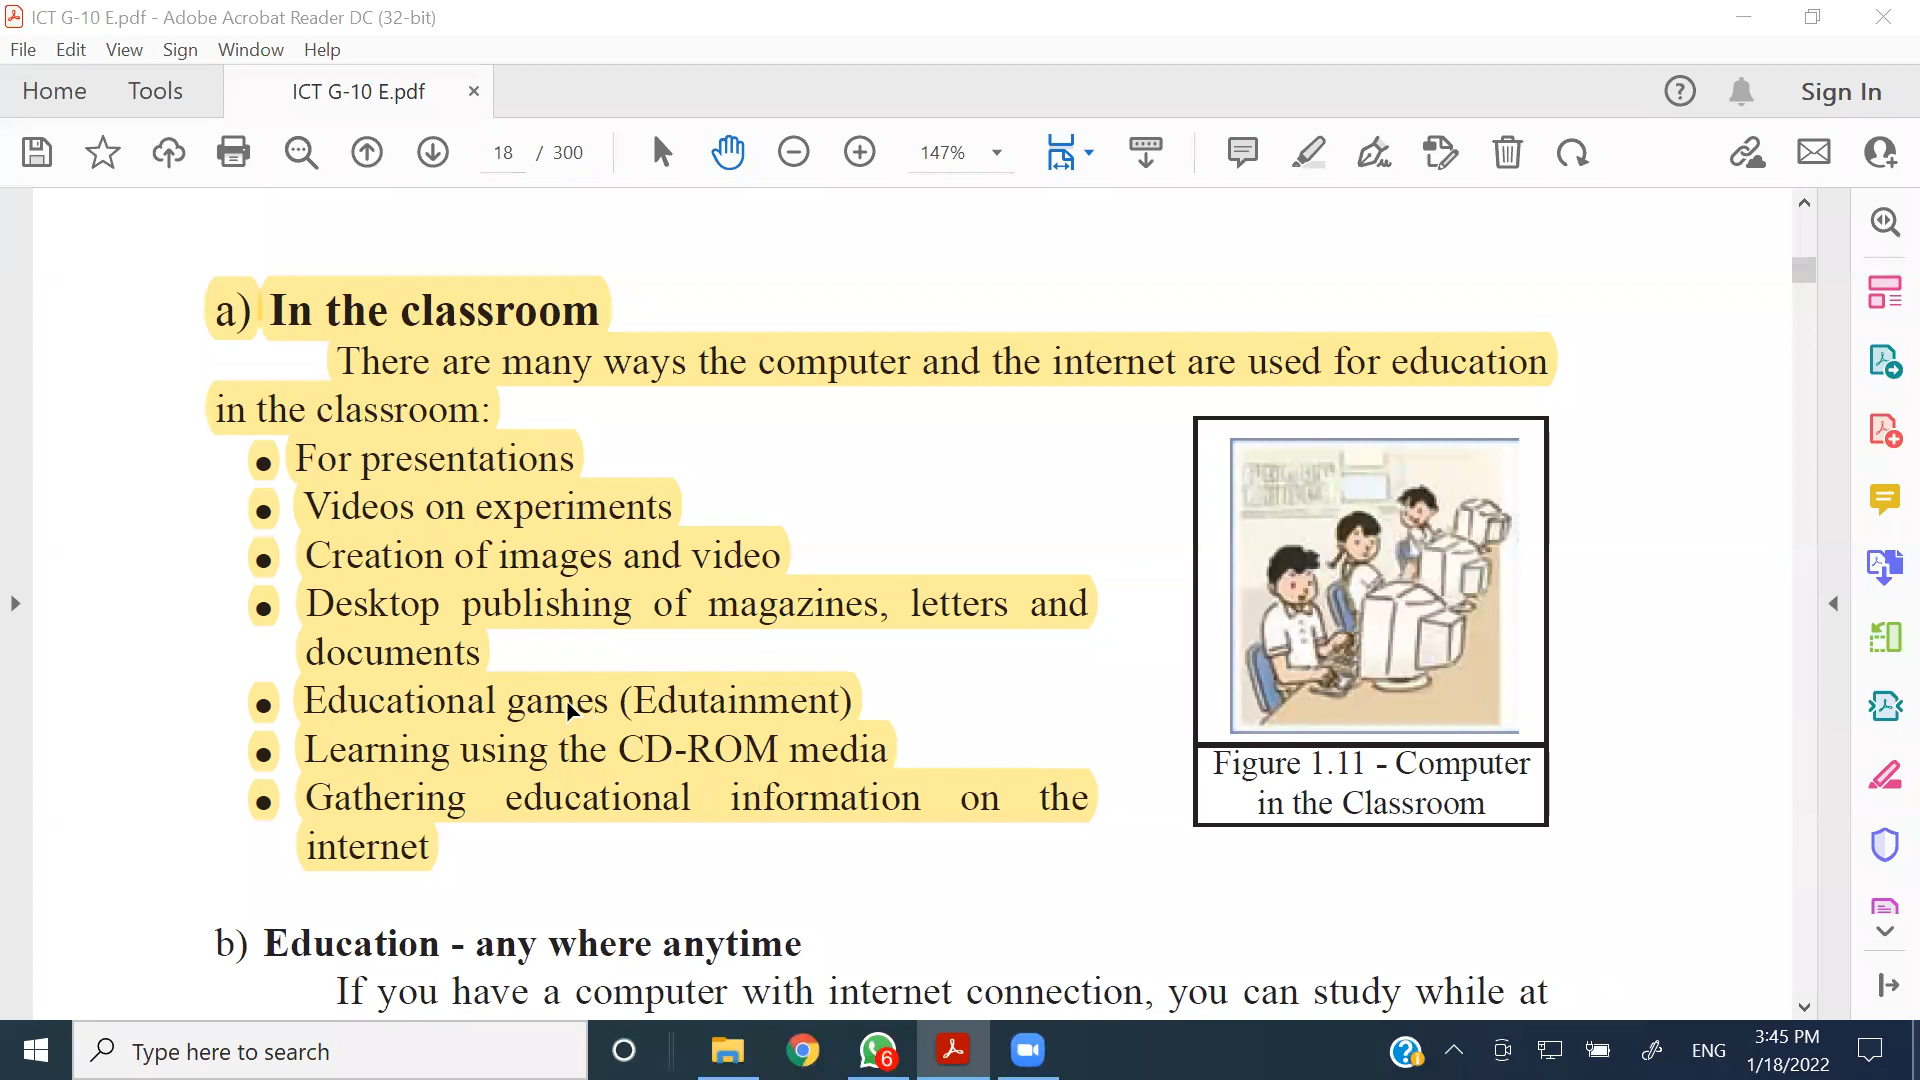 ICT G-10 E.pdf - Adobe Acrobat Reader DC (32-bit)
File Edit View Sign Window Help
Home Tools ICT G-10 E.pdf × Sign In
18 / 300 147%
a) In the classroom
There are many ways the computer and the internet are used for education
in the classroom:
• For presentations
• Videos on experiments
• Creation of images and video
• Desktop publishing of magazines, letters and
documents
• Educational games (Edutainment)
• Learning using the CD-ROM media
• Gathering educational information on the
internet
Figure 1.11 - Computer
in the Classroom
b) Education - any where anytime
If you have a computer with internet connection, you can study while at
Type here to search
6
ENG
3:45 PM
1/18/2022